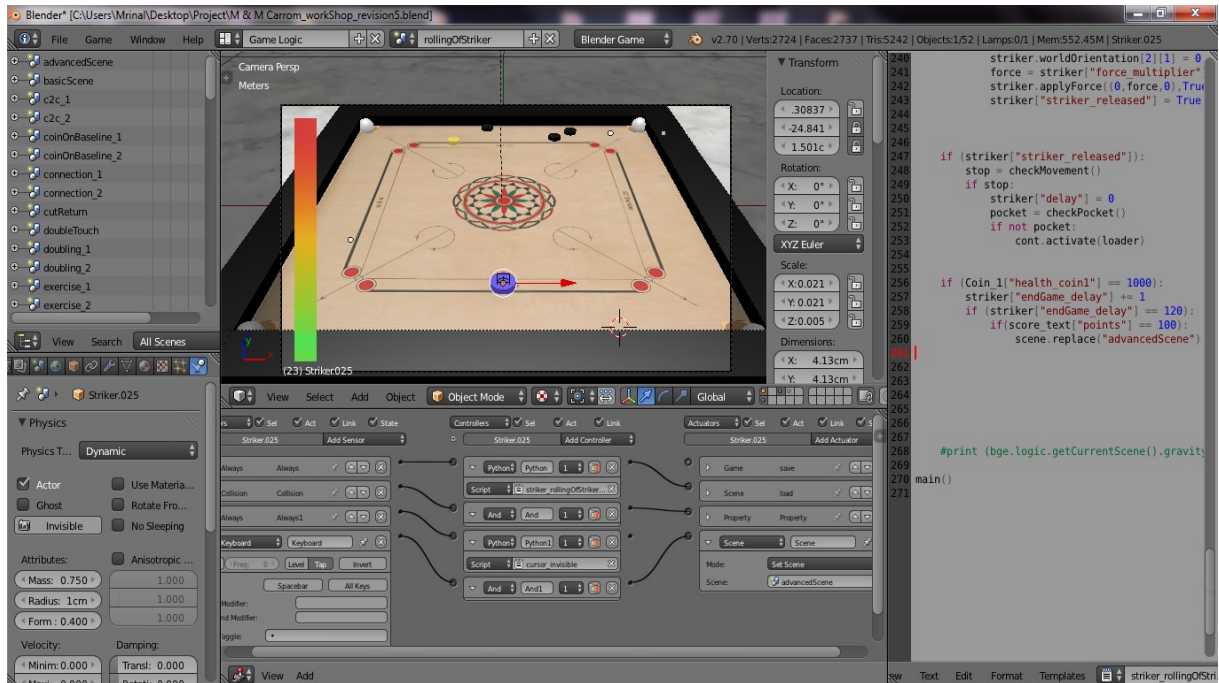 Blender* [C:\Users\Mrinal\Desktop\Project\M & M Carrom_workShop_revision5.blend]
File Game Window Help Game Logic rollingOfStriker Blender Game v2.70 | Verts:2724 | Faces:2737 | Tris:5242 | Objects:1/52 | Lamps:0/1 | Mem:552.45M | Striker.025
advancedScene
basicScene
c2c_1
c2c_2
coinOnBaseline_1
coinOnBaseline_2
connection_1
connection_2
cutReturn
doubleTouch
doubling_1
doubling_2
exercise_1
exercise_2
View Search All Scenes
Striker.025
Physics
Physics T... Dynamic
Actor Use Materia...
Ghost Rotate Fro...
Invisible No Sleeping
Attributes: Anisotropic ...
Mass: 0.750 1.000
Radius: 1cm 1.000
Form : 0.400 1.000
Velocity: Damping:
Minim: 0.000 Transl: 0.000
Camera Persp
Meters
y
x
(23) Striker.025
Transform
Location:
.30837
-24.841
1.501c
Rotation:
X: 0°
Y: 0°
Z: 0°
XYZ Euler
Scale:
X:0.021
Y: 0.021
Z:0.005
Dimensions:
X: 4.13cm
Y: 4.13cm
View Select Add Object Object Mode Global
rs Sel Act Link State
Striker.025 Add Sensor
Always Always
Collision Collision
Always Always1
Keyboard Keyboard
Freq: 0 Level Tap Invert
Spacebar All Keys
Modifier:
nd Modifier:
oggle:
Controllers Sel Act Link
Striker.025 Add Controller
Python Python 1
Script striker_rollingOfStriker...
And And 1
Python Python1 1
Script cursor_invisible
And And1 1
Actuators Sel Act Link S
Striker.025 Add Actuator
Game save
Scene load
Property Property
Scene Scene
Mode: Set Scene
Scene: advancedScene
View Add
240 striker.worldOrientation[2][1] = 0
241 force = striker["force_multiplier"
242 striker.applyForce((0,force,0),True
243 striker["striker_released"] = True
244
245
246
247 if (striker["striker_released"]):
248 stop = checkMovement()
249 if stop:
250 striker["delay"] = 0
251 pocket = checkPocket()
252 if not pocket:
253 cont.activate(loader)
254
255
256 if (Coin_1["health_coin1"] == 1000):
257 striker["endGame_delay"] += 1
258 if (striker["endGame_delay"] == 120):
259 if(score_text["points"] == 100):
260 scene.replace("advancedScene")
261
262
263
264
265
266
267
268 #print (bge.logic.getCurrentScene().gravity
269
270 main()
271
ew Text Edit Format Templates striker_rollingOfStri.